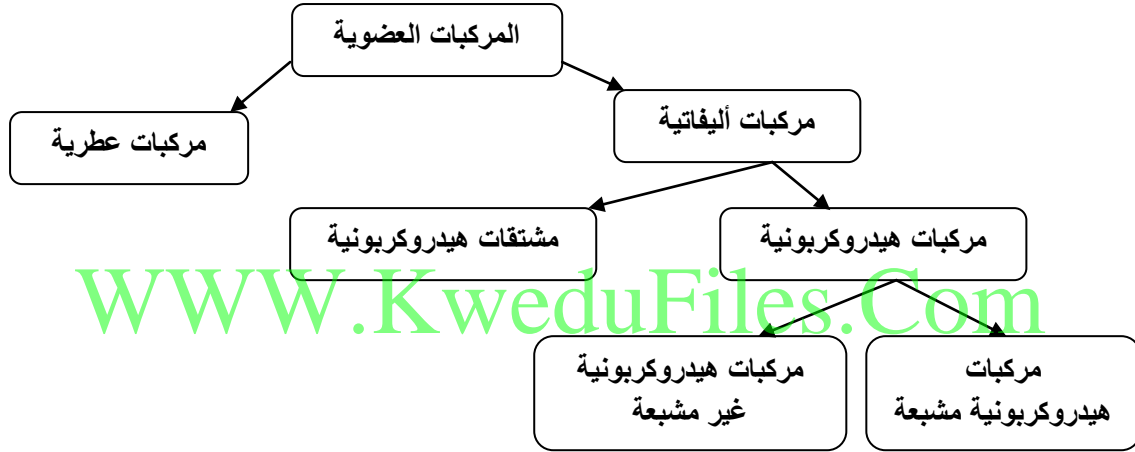 المركبات العضوية
مركبات أليفاتية
مركبات عطرية
مركبات هيدروكربونية
مشتقات هيدروكربونية
WWW.KweduFiles.Com
مركبات
هيدروكربونية مشبعة
مركبات هيدروكربونية
غير مشبعة